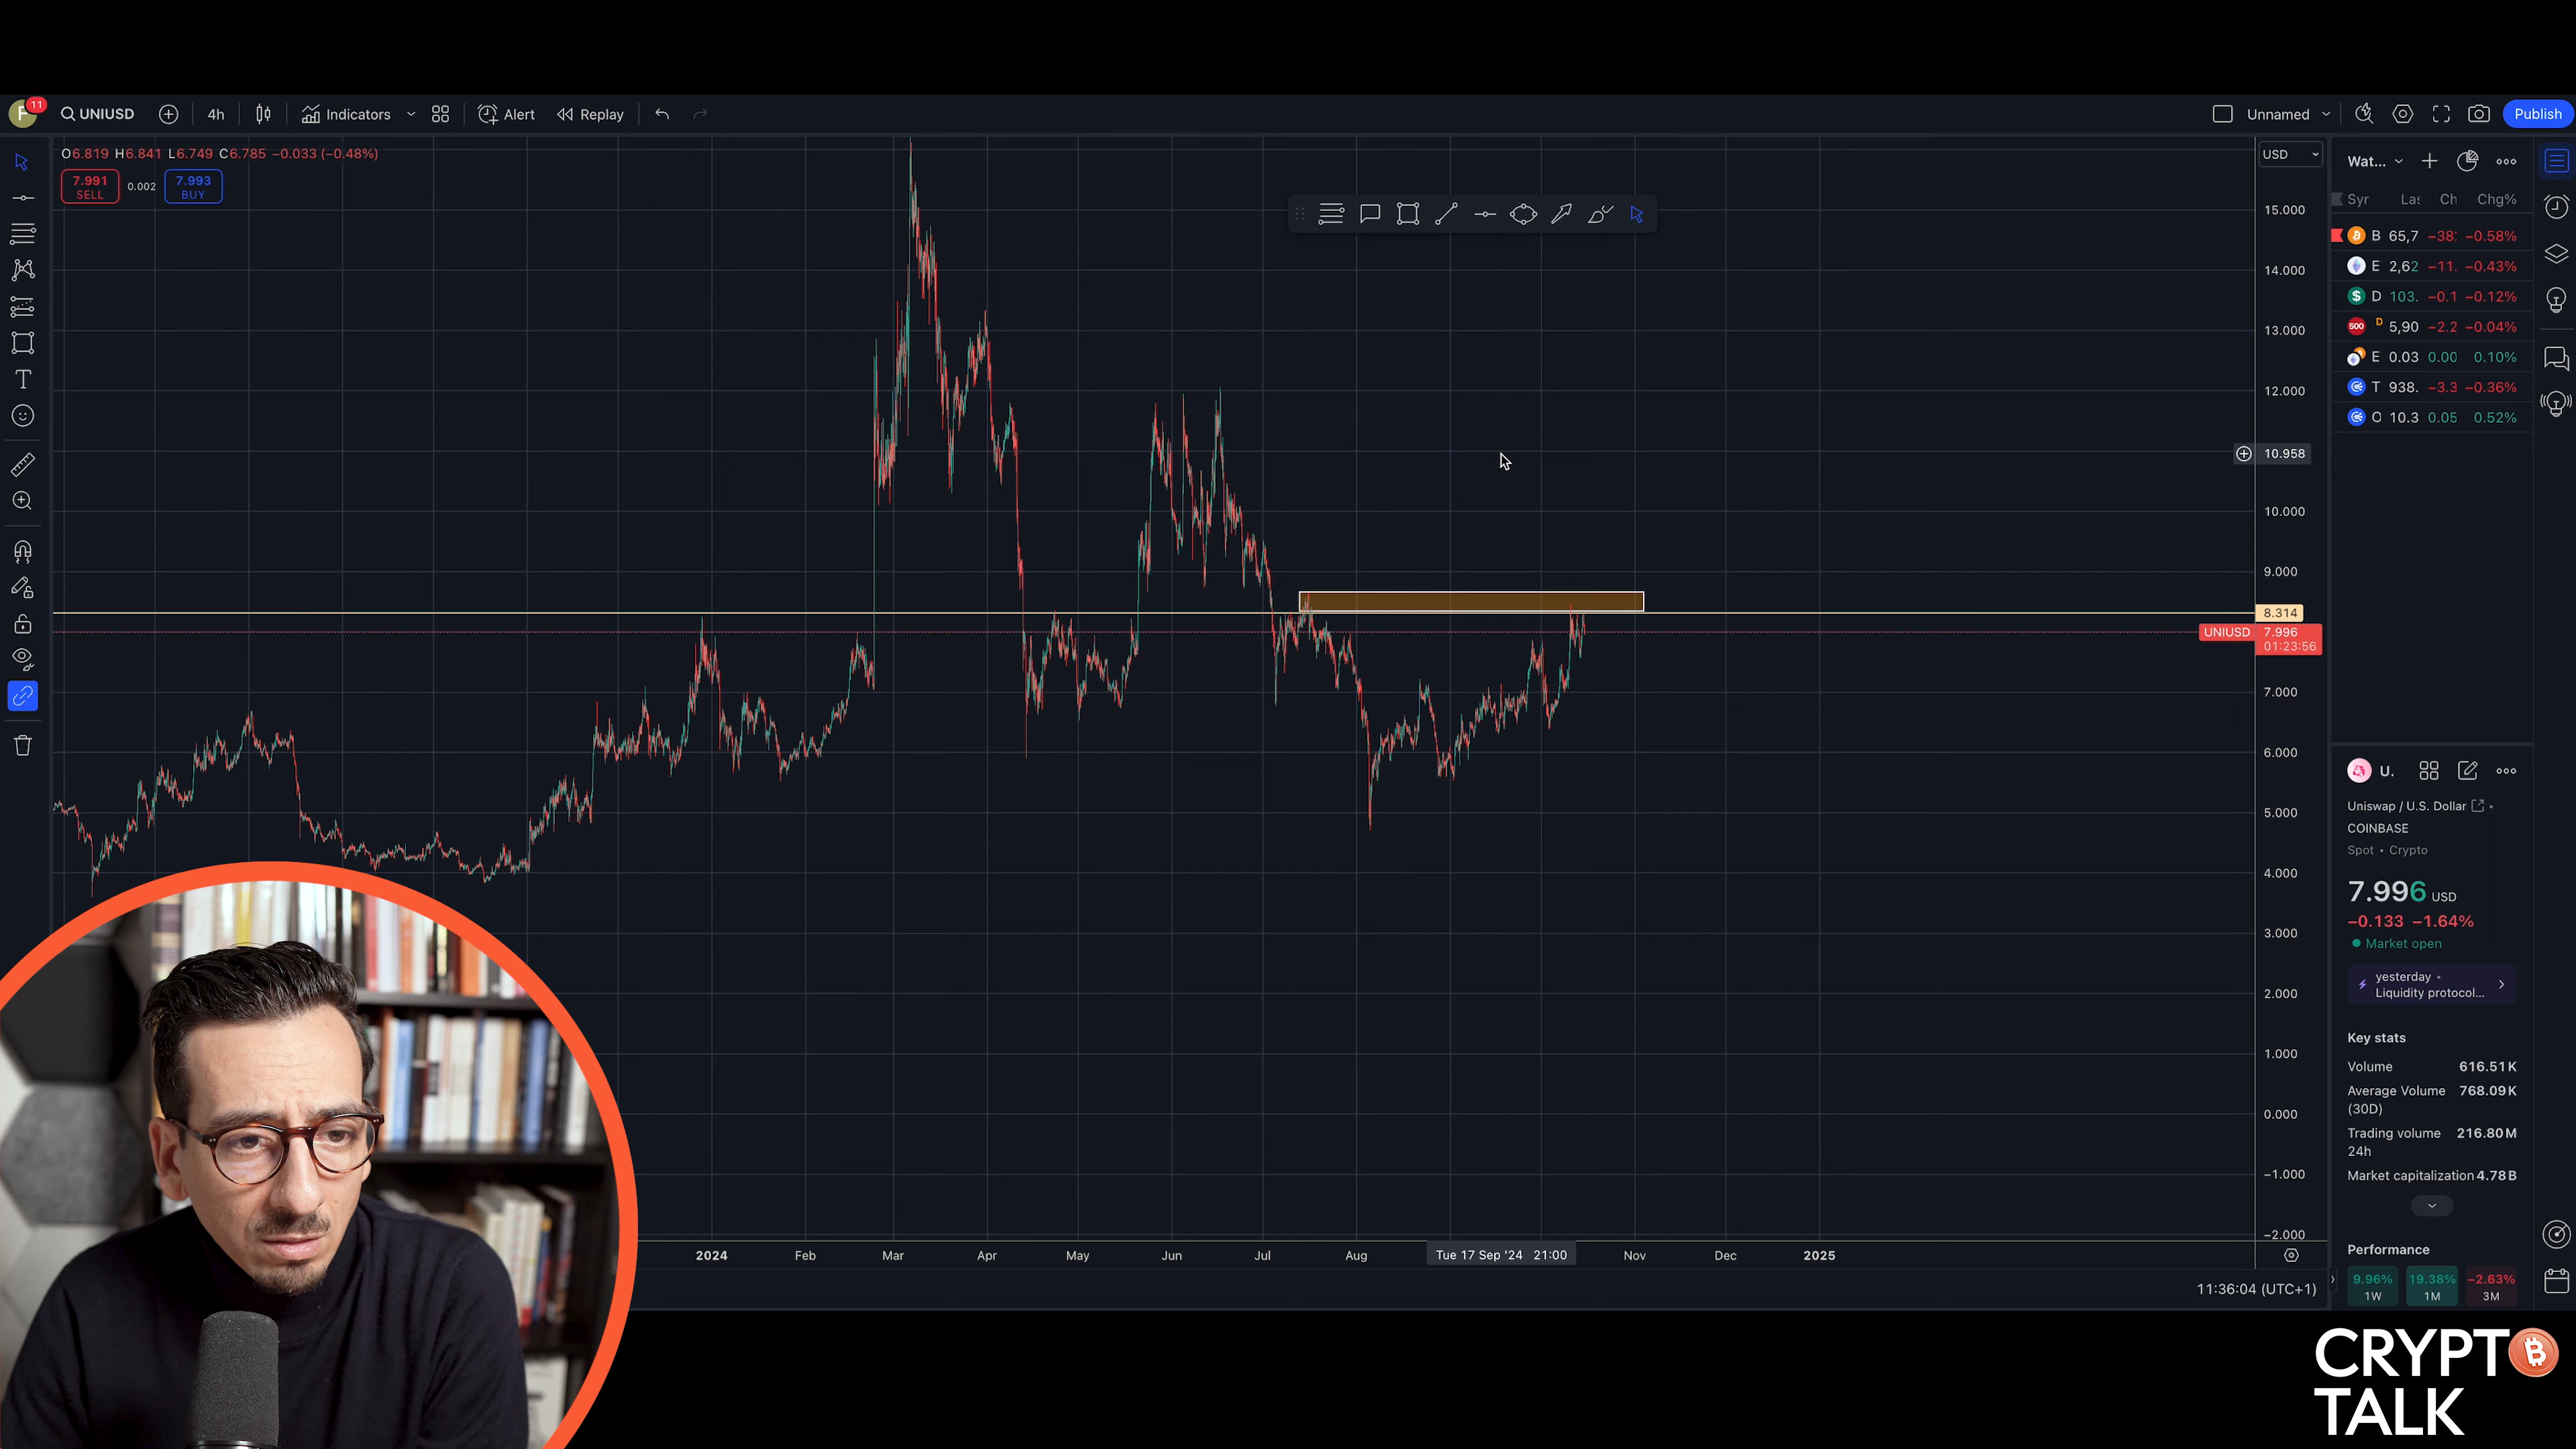 F 11 UNIUSD 4h Indicators Alert Replay Unnamed Publish
O6.819 H6.841 L6.749 C6.785 −0.033 (−0.48%)
7.991 0.002 7.993
SELL BUY
USD
15.000
14.000
13.000
12.000
10.958
10.000
9.000
8.314
UNIUSD 7.996
01:23:56
7.000
6.000
5.000
4.000
3.000
2.000
1.000
0.000
−1.000
−2.000
2024 Feb Mar Apr May Jun Jul Aug Tue 17 Sep '24 21:00 Nov Dec 2025
11:36:04 (UTC+1)
Wat...
Syr Las Ch Chg%
B 65,7 −38 −0.58%
E 2,62 −11. −0.43%
$ D 103. −0.1 −0.12%
500 D 5,90 −2.2 −0.04%
E 0.03 0.00 0.10%
T 938. −3.3 −0.36%
O 10.3 0.05 0.52%
U.
Uniswap / U.S. Dollar
COINBASE
Spot • Crypto
7.996 USD
−0.133 −1.64%
Market open
yesterday •
Liquidity protocol...
Key stats
Volume 616.51K
Average Volume 768.09K
(30D)
Trading volume 216.80M
24h
Market capitalization 4.78B
Performance
9.96% 19.38% −2.63%
1W 1M 3M
CRYPTO
TALK